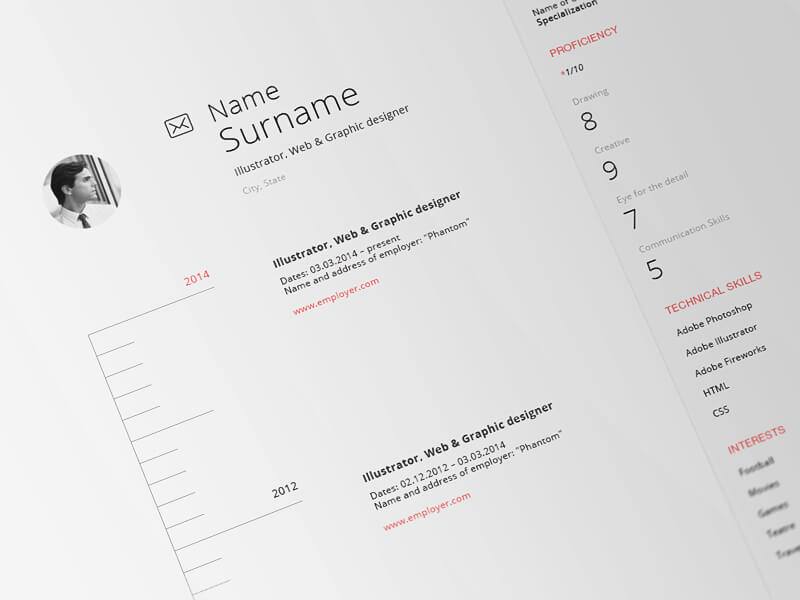 Name
Surname
Illustrator, Web & Graphic designer
City, State
2014
Illustrator, Web & Graphic designer
Dates: 03.03.2014 – present
Name and address of employer: "Phantom"
www.employer.com
2012
Illustrator, Web & Graphic designer
Dates: 02.12.2012 – 03.03.2014
Name and address of employer: "Phantom"
www.employer.com
Name of
Specialization
PROFICIENCY
*1/10
Drawing
8
Creative
9
Eye for the detail
7
Communication Skills
5
TECHNICAL SKILLS
Adobe Photoshop
Adobe Illustrator
Adobe Fireworks
HTML
CSS
INTERESTS
Football
Movies
Games
Teatre